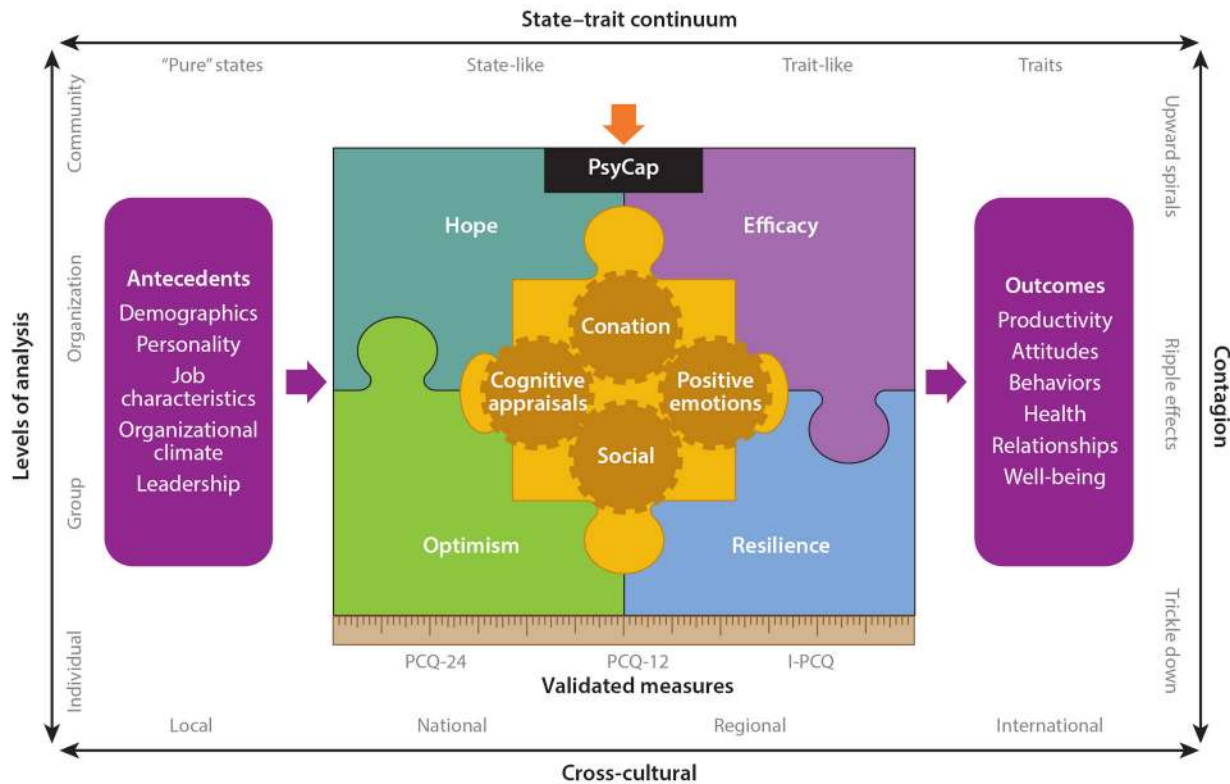 State–trait continuum
"Pure" states
State-like
Trait-like
Traits
Levels of analysis
Community
Organization
Group
Individual
Antecedents
Demographics
Personality
Job
characteristics
Organizational
climate
Leadership
PsyCap
Hope
Efficacy
Conation
Cognitive
appraisals
Positive
emotions
Social
Optimism
Resilience
PCQ-24
PCQ-12
I-PCQ
Validated measures
Outcomes
Productivity
Attitudes
Behaviors
Health
Relationships
Well-being
Upward spirals
Ripple effects
Trickle down
Contagion
Local
National
Regional
International
Cross-cultural